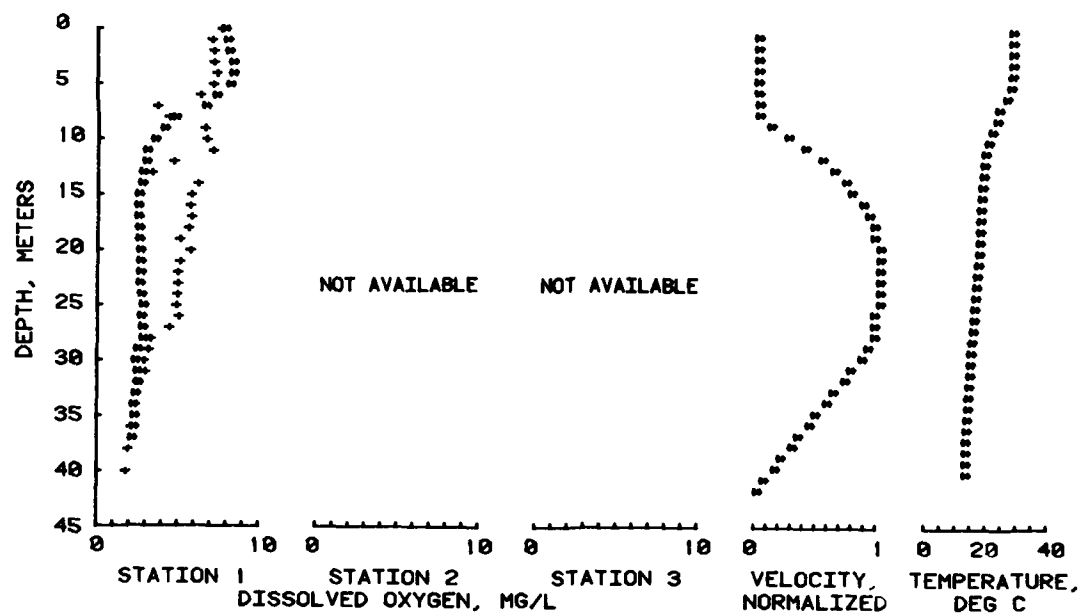 0
5
10
15
20
25
30
35
40
45
DEPTH, METERS
NOT AVAILABLE
NOT AVAILABLE
0 10
0 10
0 10
0 1
0 20 40
STATION 1
STATION 2
STATION 3
DISSOLVED OXYGEN, MG/L
VELOCITY,
NORMALIZED
TEMPERATURE,
DEG C